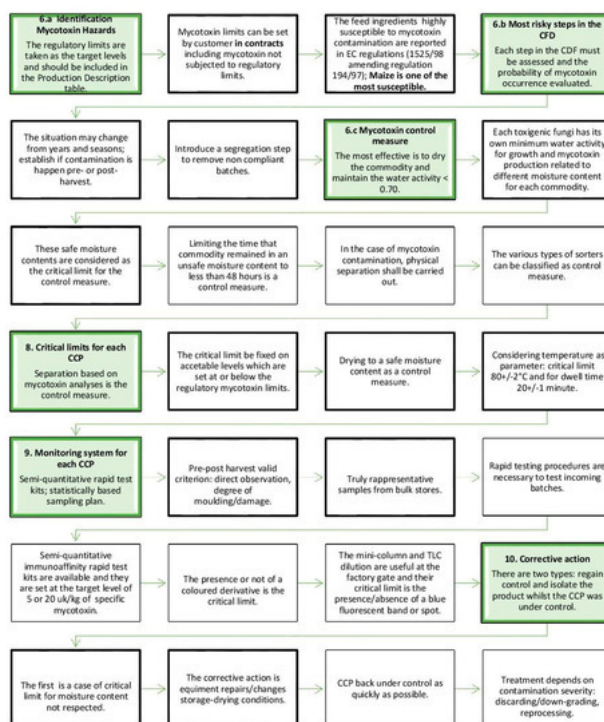 6.a Identification
Mycotoxin Hazards
The regulatory limits are
taken as the target levels
and should be included in
the Production Description
table.
Mycotoxin limits can be set
by customer in contracts
including mycotoxin not
subjected to regulatory
limits.
The feed ingredients highly
susceptible to mycotoxin
contamination are reported
in EC regulations (1525/98
amending regulation
194/97); Maize is one of the
most susceptible.
6.b Most risky steps in the
CFD
Each step in the CDF must
be assessed and the
probability of mycotoxin
occurrence evaluated.
The situation may change
from years and seasons;
establish if contamination is
happen pre- or post-
harvest.
Introduce a segregation step
to remove non compliant
batches.
6.c Mycotoxin control
measure
The most effective is to dry
the commodity and
maintain the water activity <
0.70.
Each toxigenic fungi has its
own minimum water activity
for growth and mycotoxin
production related to
different moisture content
for each commodity.
These safe moisture
contents are considered as
the critical limit for the
control measure.
Limiting the time that
commodity remained in an
unsafe moisture content to
less than 48 hours is a
control measure.
In the case of mycotoxin
contamination, physical
separation shall be carried
out.
The various types of sorters
can be classified as control
measure.
8. Critical limits for each
CCP
Separation based on
mycotoxin analyses is the
control measure.
The critical limit be fixed on
accetable levels which are
set at or below the
regulatory mycotoxin limits.
Drying to a safe moisture
content as a control
measure.
Considering temperature as
parameter: critical limit
80+/-2°C and for dwell time
20+/-1 minute.
9. Monitoring system for
each CCP
Semi-quantitative rapid test
kits; statistically based
sampling plan.
Pre-post harvest valid
criterion: direct observation,
degree of
moulding/damage.
Truly rappresentative
samples from bulk stores.
Rapid testing procedures are
necessary to test incoming
batches.
Semi-quantitative
immunoaffinity rapid test
kits are available and they
are set at the target level of
5 or 20 uk/kg of specific
mycotoxin.
The presence or not of a
coloured derivative is the
critical limit.
The mini-column and TLC
dilution are useful at the
factory gate and their
critical limit is the
presence/absence of a blue
fluorescent band or spot.
10. Corrective action
There are two types: regain
control and isolate the
product whilst the CCP was
under control.
The first is a case of critical
limit for moisture content
not respected.
The corrective action is
equiment repairs/changes
storage-drying conditions.
CCP back under control as
quickly as possible.
Treatment depends on
contamination severity:
discarding/down-grading,
reprocessing.